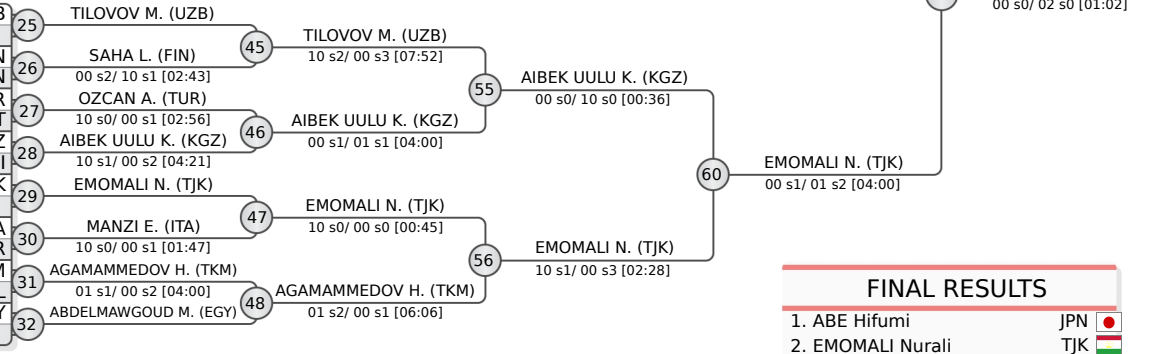 00 s0/ 02 s0 [01:02]
25
TILOVOV M. (UZB)
26
SAHA L. (FIN)
00 s2/ 10 s1 [02:43]
45
TILOVOV M. (UZB)
10 s2/ 00 s3 [07:52]
27
OZCAN A. (TUR)
10 s0/ 00 s1 [02:56]
28
AIBEK UULU K. (KGZ)
10 s1/ 00 s2 [04:21]
46
AIBEK UULU K. (KGZ)
00 s1/ 01 s1 [04:00]
55
AIBEK UULU K. (KGZ)
00 s0/ 10 s0 [00:36]
29
EMOMALI N. (TJK)
30
MANZI E. (ITA)
10 s0/ 00 s1 [01:47]
47
EMOMALI N. (TJK)
10 s0/ 00 s0 [00:45]
31
AGAMAMMEDOV H. (TKM)
01 s1/ 00 s2 [04:00]
32
ABDELMAWGOUD M. (EGY)
48
AGAMAMMEDOV H. (TKM)
01 s2/ 00 s1 [06:06]
56
EMOMALI N. (TJK)
10 s1/ 00 s3 [02:28]
60
EMOMALI N. (TJK)
00 s1/ 01 s2 [04:00]
FINAL RESULTS
1. ABE Hifumi JPN
2. EMOMALI Nurali TJK